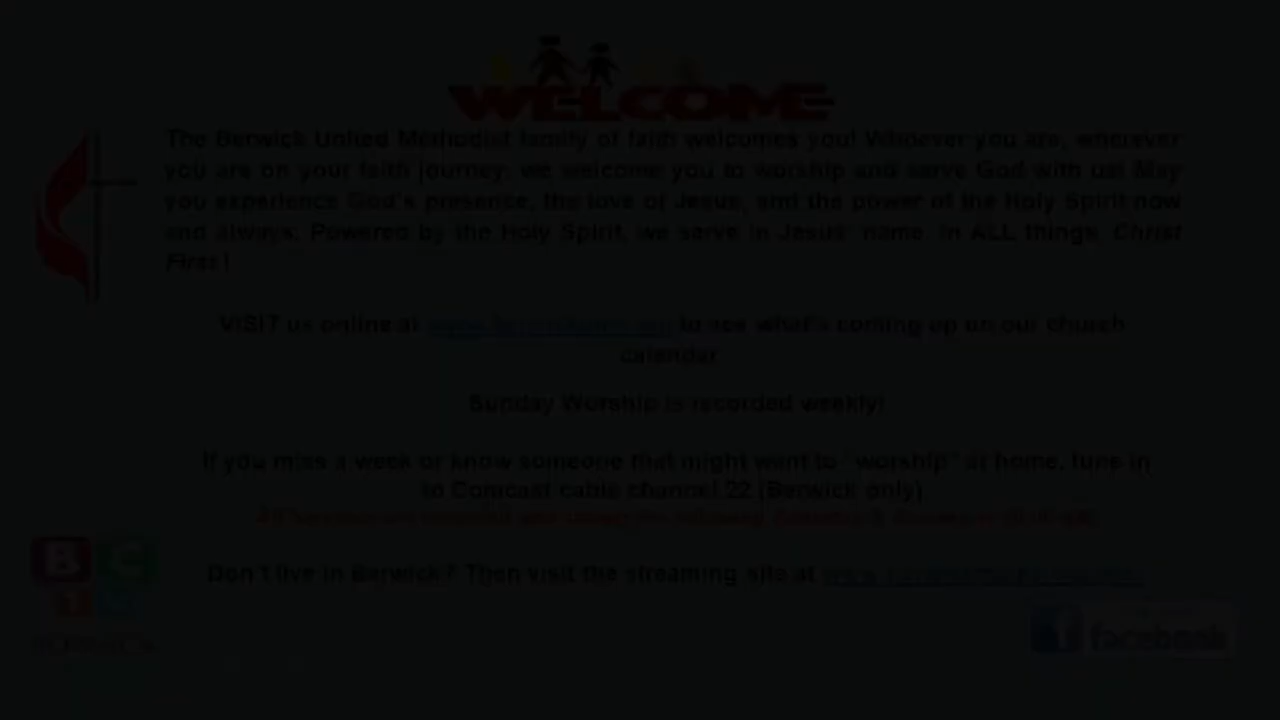 WELCOME
The Berwick United Methodist family of faith welcomes you! Whoever you are, wherever
you are on your faith journey, we welcome you to worship and serve God with us! May
you experience God's presence, the love of Jesus, and the power of the Holy Spirit now
and always. Powered by the Holy Spirit, we serve in Jesus' name. In ALL things, Christ
First!
VISIT us online at to see what's coming up on our church
calendar
Sunday Worship is recorded weekly!
If you miss a week or know someone that might want to "worship" at home, tune in
to Comcast cable channel 22 (Berwick only)
Don't live in Berwick? Then visit the streaming site at
B C
T
facebook